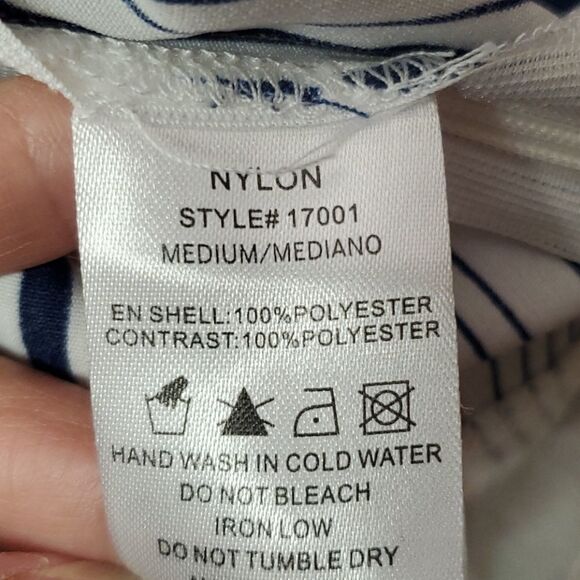 NYLON
STYLE# 17001
MEDIUM/MEDIANO
EN SHELL:100%POLYESTER
CONTRAST:100%POLYESTER
HAND WASH IN COLD WATER
DO NOT BLEACH
IRON LOW
DO NOT TUMBLE DRY